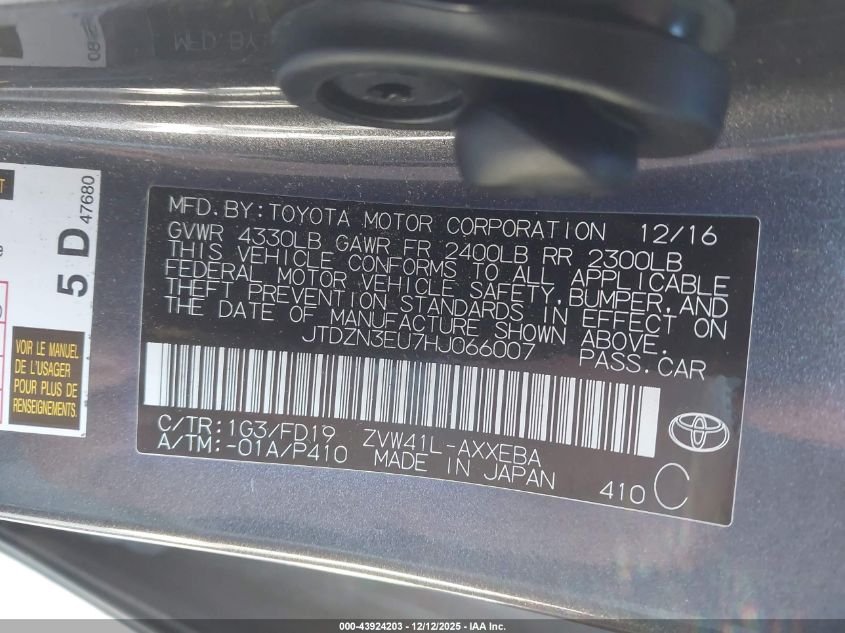 MFD.BY:TOYOTA MOTOR CORPORATION 12/16
GVWR 4330LB GAWR FR 2400LB RR 2300LB
THIS VEHICLE CONFORMS TO ALL APPLICABLE
FEDERAL MOTOR VEHICLE SAFETY,BUMPER,AND
THEFT PREVENTION STANDARDS IN EFFECT ON
THE DATE OF MANUFACTURE SHOWN ABOVE.
JTDZN3EU7HJ066007 PASS.CAR
C/TR:1G3/FD19 ZVW41L-AXXEBA
A/TM:-01A/P410 MADE IN JAPAN
410 C
5 D 47680
VOIR LE MANUEL
DE L'USAGER
POUR PLUS DE
RENSEIGNEMENTS.
000-43924203 - 12/12/2025 - IAA Inc.